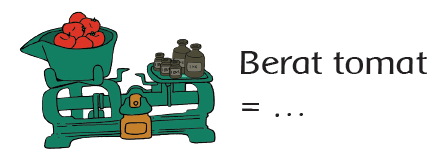 Berat tomat
= ...